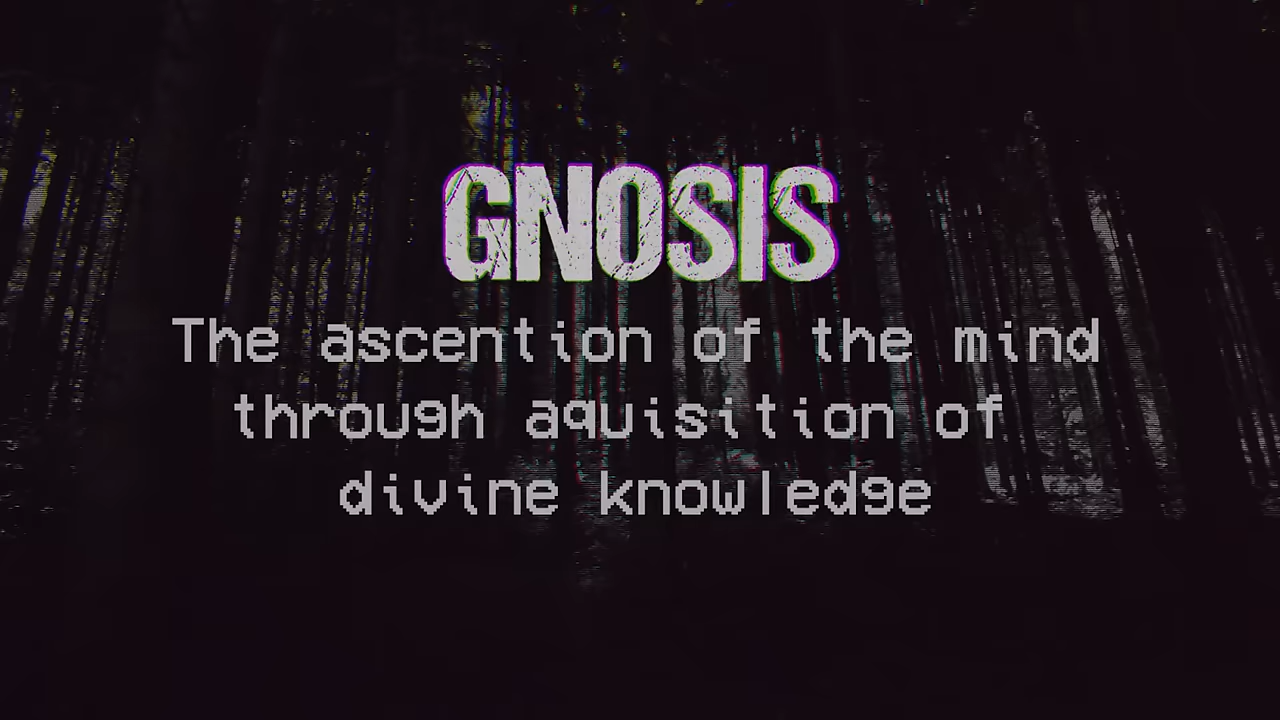 GNOSIS
The ascention of the mind
through aquisition of
divine knowledge